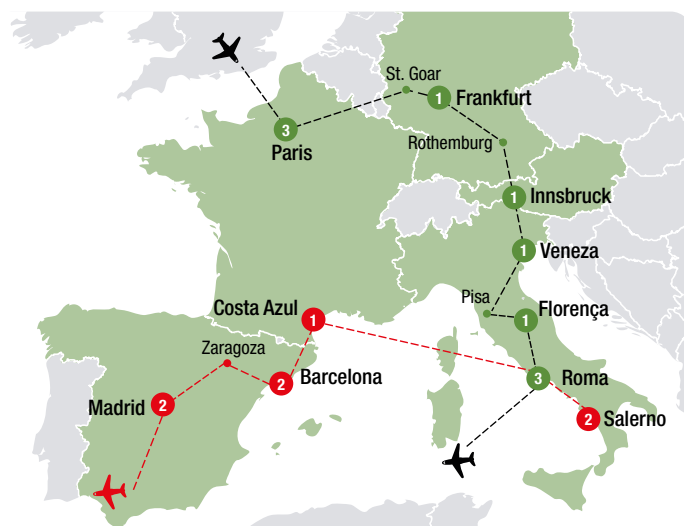 St. Goar
1
Frankfurt
3
Paris
Rothemburg
1
Innsbruck
1
Veneza
Pisa
1
Florença
Costa Azul
1
Zaragoza
2
Barcelona
Madrid
2
3
Roma
2
Salerno